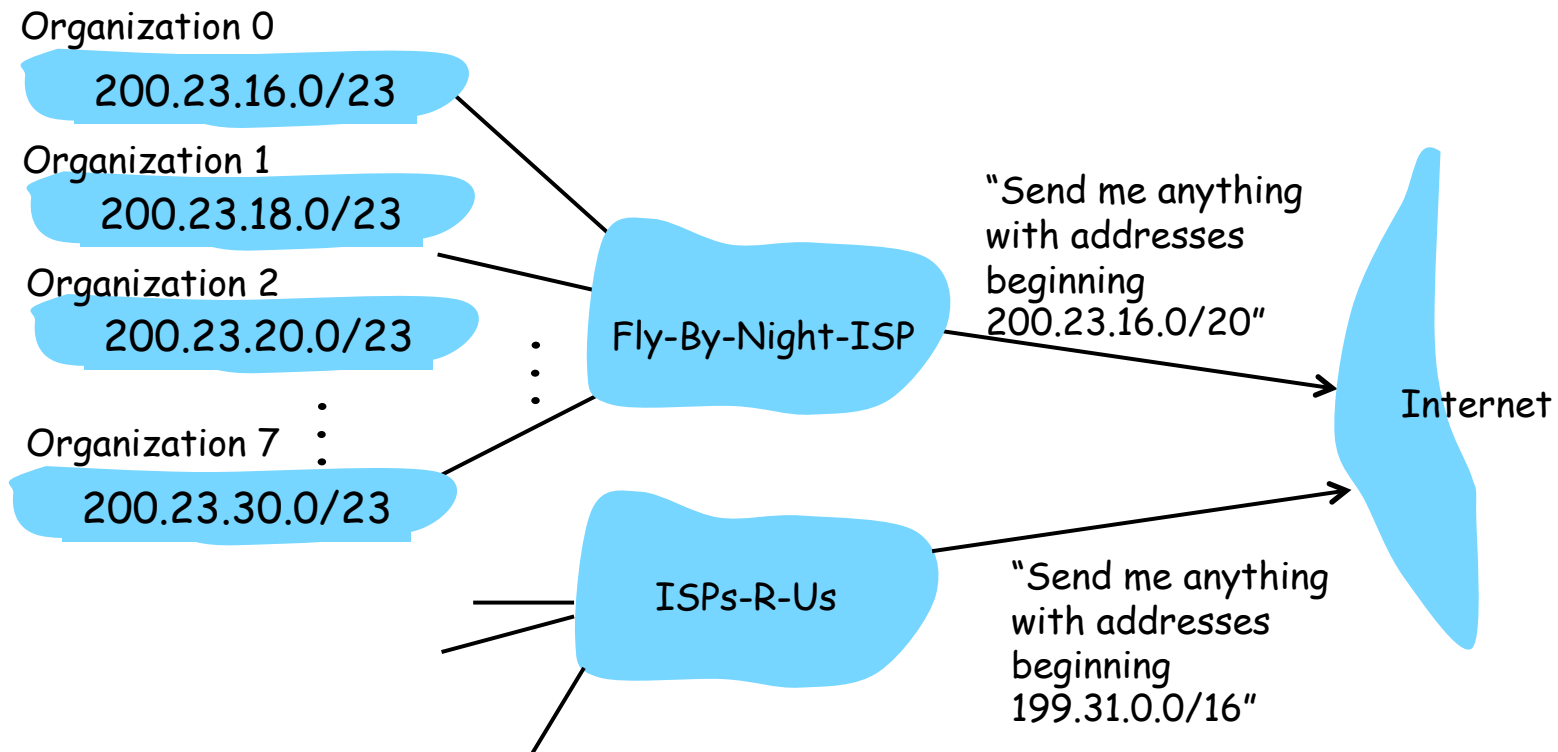 Organization 0
200.23.16.0/23
Organization 1
200.23.18.0/23
Organization 2
200.23.20.0/23
Organization 7
200.23.30.0/23
Fly-By-Night-ISP
ISPs-R-Us
“Send me anything
with addresses
beginning
200.23.16.0/20”
“Send me anything
with addresses
beginning
199.31.0.0/16”
Internet